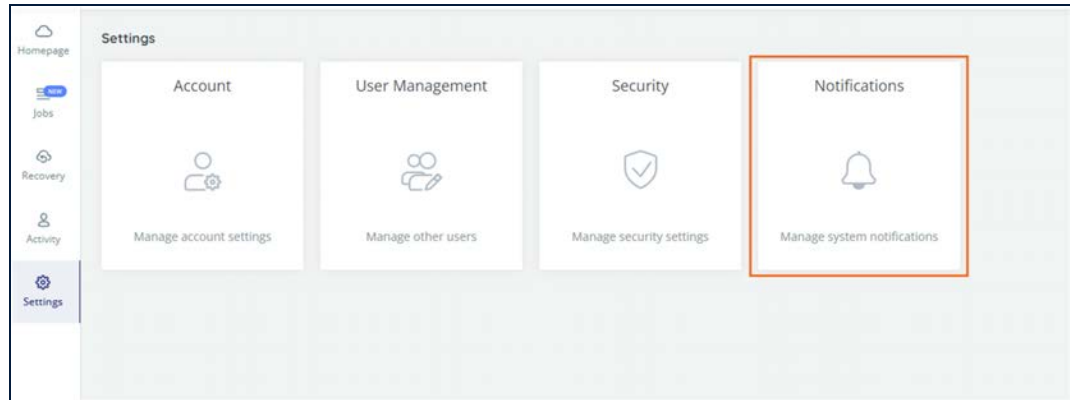 Homepage
NEW
Jobs
Recovery
Activity
Settings
Settings
Account
Manage account settings
User Management
Manage other users
Security
Manage security settings
Notifications
Manage system notifications